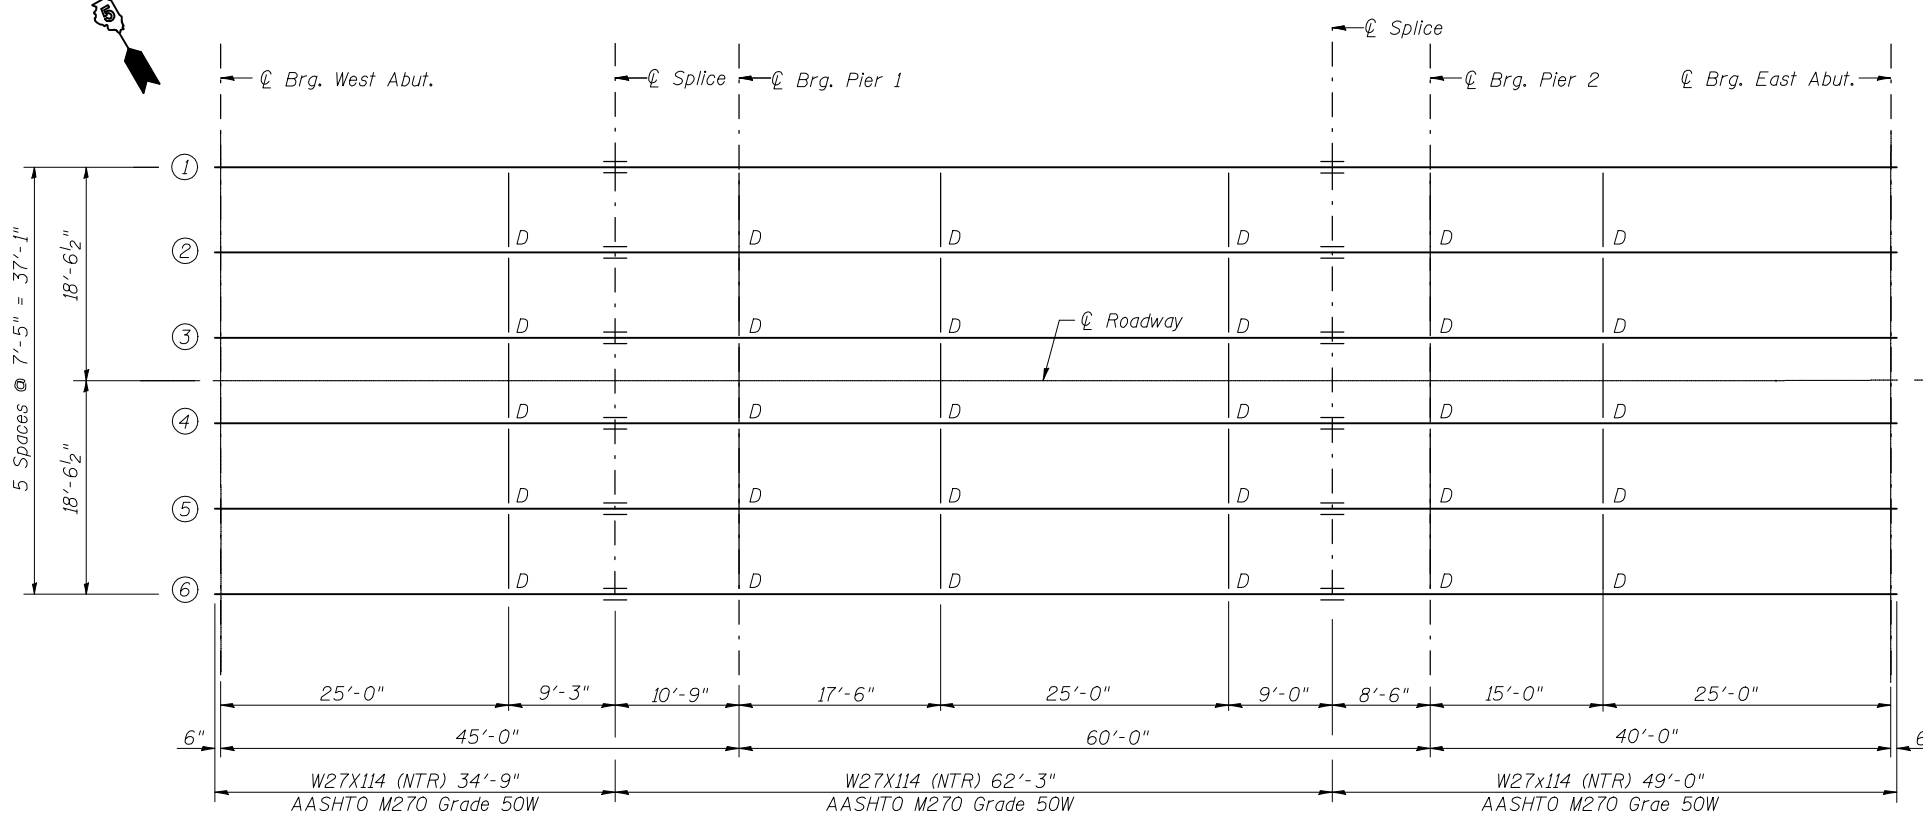 5
℄ Splice
℄ Brg. West Abut.
℄ Splice
℄ Brg. Pier 1
℄ Brg. Pier 2
℄ Brg. East Abut.
1
D D D D D D
2
D D D D D D
3
℄ Roadway
D D D D D D
4
D D D D D D
5
D D D D D D
6
5 Spaces @ 7'-5" = 37'-1"
18'-6½"
18'-6½"
25'-0" 9'-3" 10'-9" 17'-6" 25'-0" 9'-0" 8'-6" 15'-0" 25'-0"
6" 45'-0" 60'-0" 40'-0" 6
W27X114 (NTR) 34'-9"
AASHTO M270 Grade 50W
W27X114 (NTR) 62'-3"
AASHTO M270 Grade 50W
W27x114 (NTR) 49'-0"
AASHTO M270 Grae 50W